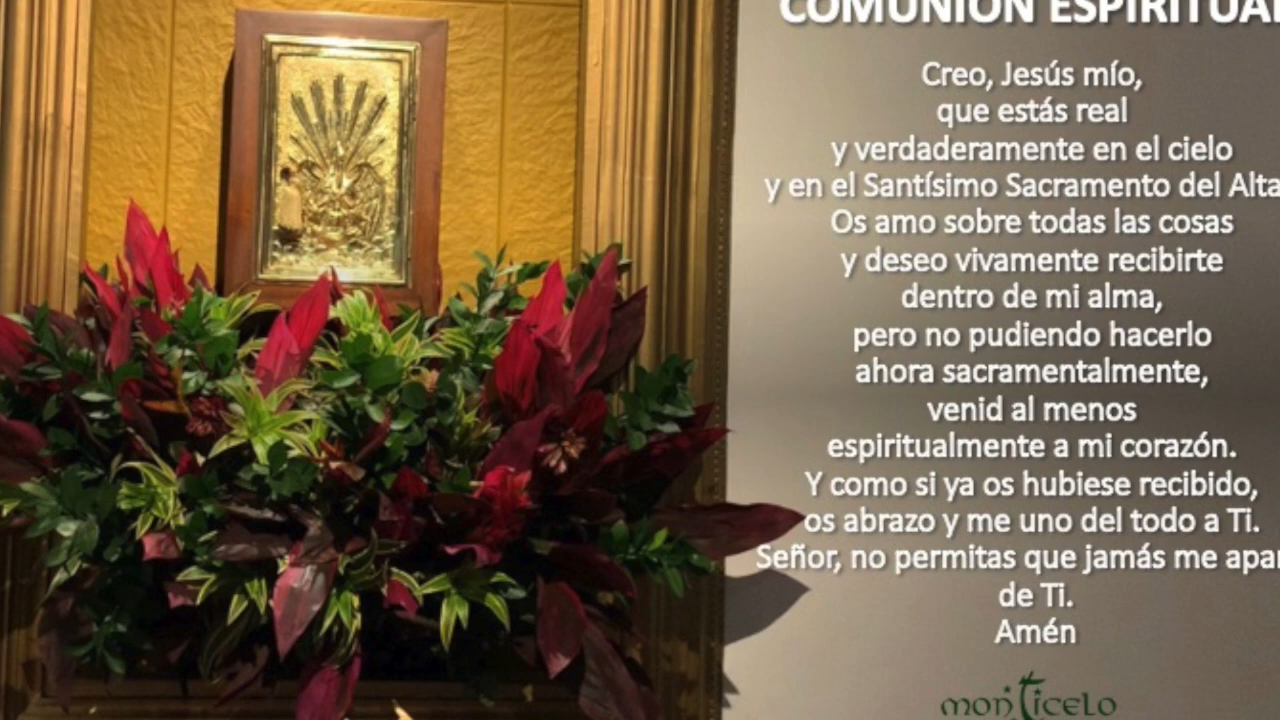 COMUNIÓN ESPIRITUAL
Creo, Jesús mío,
que estás real
y verdaderamente en el cielo
y en el Santísimo Sacramento del Alta
Os amo sobre todas las cosas
y deseo vivamente recibirte
dentro de mi alma,
pero no pudiendo hacerlo
ahora sacramentalmente,
venid al menos
espiritualmente a mi corazón.
Y como si ya os hubiese recibido,
os abrazo y me uno del todo a Ti.
Señor, no permitas que jamás me apar
de Ti.
Amén
monticelo